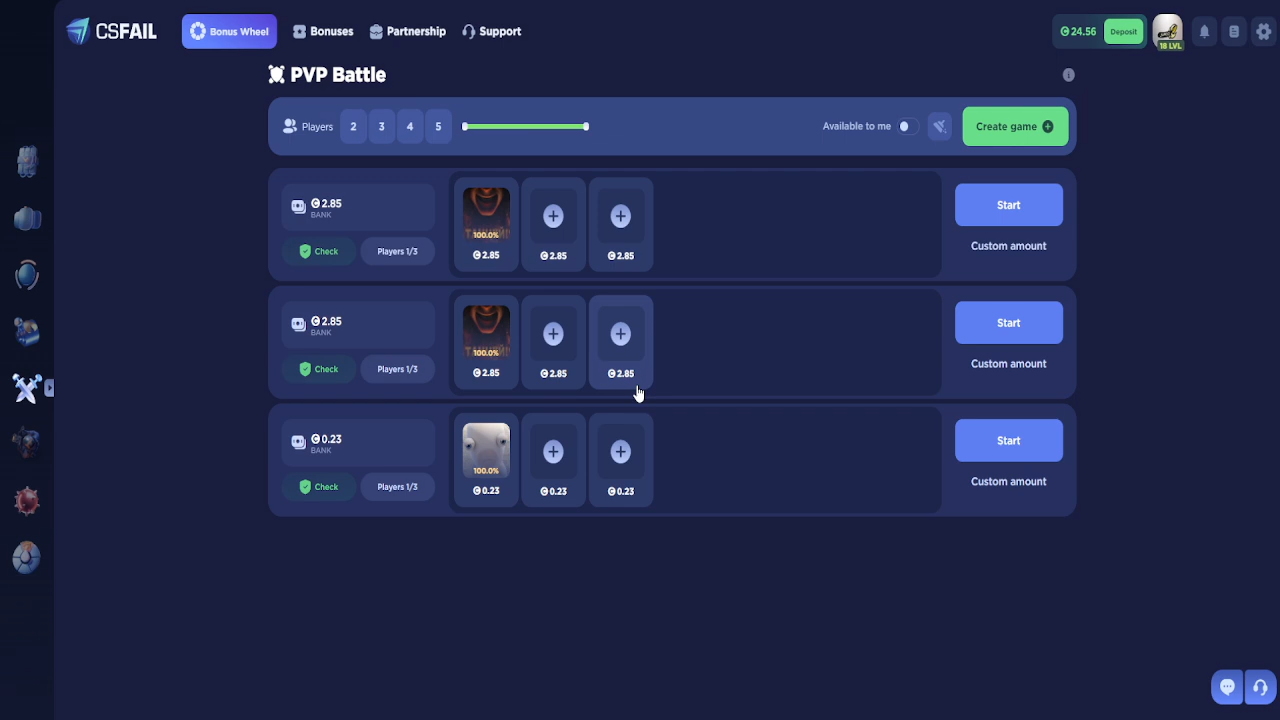 CSFAIL Bonus Wheel Bonuses Partnership Support 24.56 Deposit
18 LVL
PVP Battle
Players 2 3 4 5 Available to me Create game
2.85
BANK
Check Players 1/3
100.0%
2.85 2.85 2.85
Start
Custom amount
2.85
BANK
Check Players 1/3
100.0%
2.85 2.85 2.85
Start
Custom amount
0.23
BANK
Check Players 1/3
100.0%
0.23 0.23 0.23
Start
Custom amount